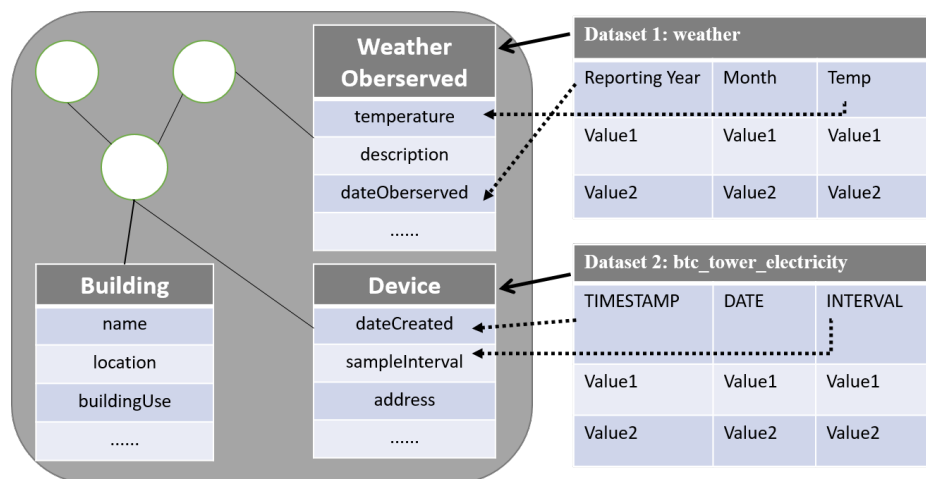 Weather
Oberserved
temperature
description
dateOberserved
......
Building
name
location
buildingUse
......
Device
dateCreated
sampleInterval
address
......
Dataset 1: weather
Reporting Year Month Temp
Value1 Value1 Value1
Value2 Value2 Value2
Dataset 2: btc_tower_electricity
TIMESTAMP DATE INTERVAL
Value1 Value1 Value1
Value2 Value2 Value2